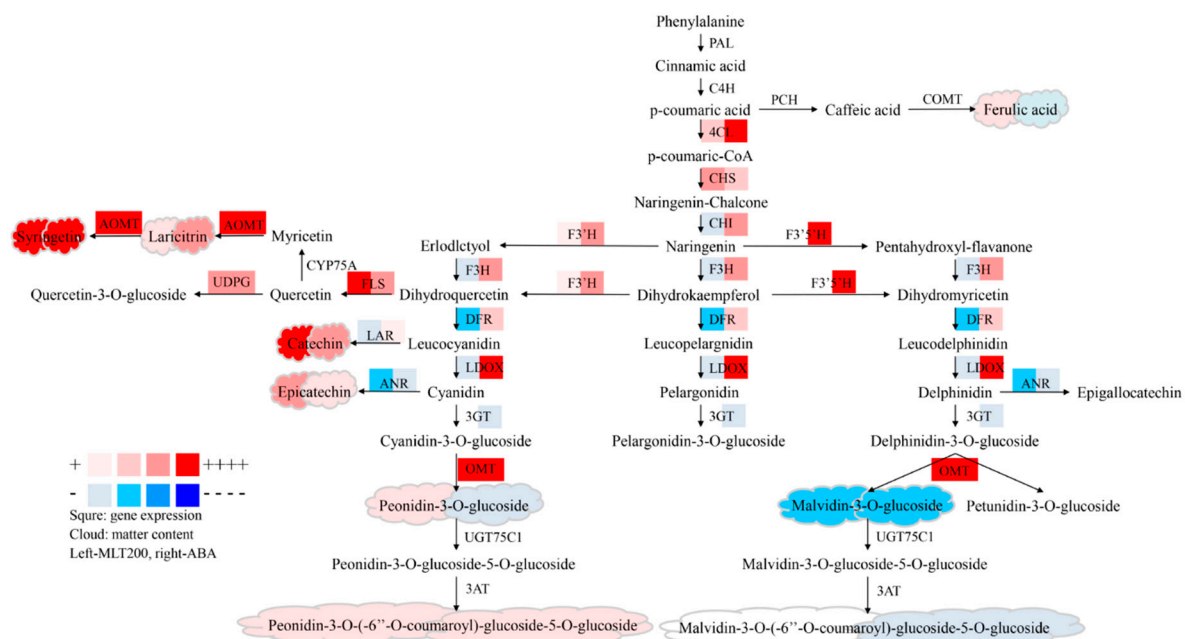 Phenylalanine
PAL
Cinnamic acid
C4H
p-coumaric acid
PCH
Caffeic acid
COMT
Ferulic acid
4CL
p-coumaric-CoA
CHS
Naringenin-Chalcone
CHI
Syringetin
AOMT
Laricitrin
AOMT
Myricetin
Erlodlctyol
F3'H
Naringenin
F3'5'H
Pentahydroxyl-flavanone
CYP75A
F3H
F3H
F3H
Quercetin-3-O-glucoside
UDPG
Quercetin
FLS
Dihydroquercetin
F3'H
Dihydrokaempferol
F3'5'H
Dihydromyricetin
DFR
DFR
DFR
Catechin
LAR
Leucocyanidin
Leucopelargnidin
Leucodelphinidin
LDOX
LDOX
LDOX
Epicatechin
ANR
Cyanidin
Pelargonidin
Delphinidin
ANR
Epigallocatechin
3GT
3GT
3GT
Cyanidin-3-O-glucoside
Pelargonidin-3-O-glucoside
Delphinidin-3-O-glucoside
OMT
OMT
Peonidin-3-O-glucoside
Malvidin-3-O-glucoside
Petunidin-3-O-glucoside
UGT75C1
UGT75C1
Peonidin-3-O-glucoside-5-O-glucoside
Malvidin-3-O-glucoside-5-O-glucoside
3AT
3AT
Peonidin-3-O-(-6''-O-coumaroyl)-glucoside-5-O-glucoside
Malvidin-3-O-(-6''-O-coumaroyl)-glucoside-5-O-glucoside
+ ++++
- ----
Squre: gene expression
Cloud: matter content
Left-MLT200, right-ABA